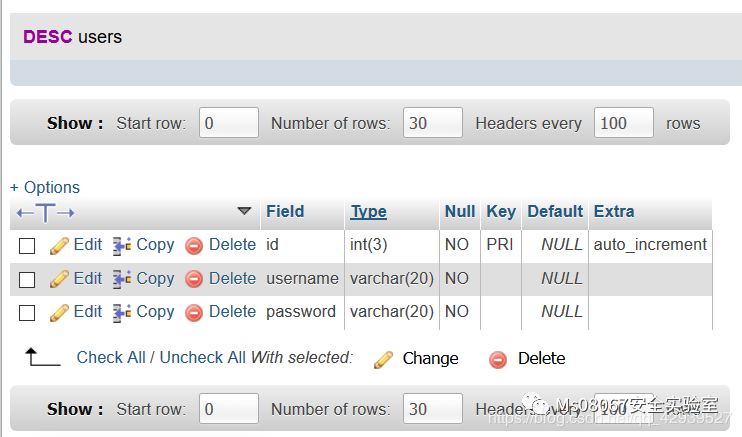 DESC users
Show : Start row: 0 Number of rows: 30 Headers every 100 rows
+ Options
←T→ Field Type Null Key Default Extra
Edit Copy Delete id int(3) NO PRI NULL auto_increment
Edit Copy Delete username varchar(20) NO NULL
Edit Copy Delete password varchar(20) NO NULL
Check All / Uncheck All With selected: Change Delete
Show : Start row: 0 Number of rows: 30 Headers every 100 rows
Ms08067安全实验室
https://blog.csdn.net/qq_42939527